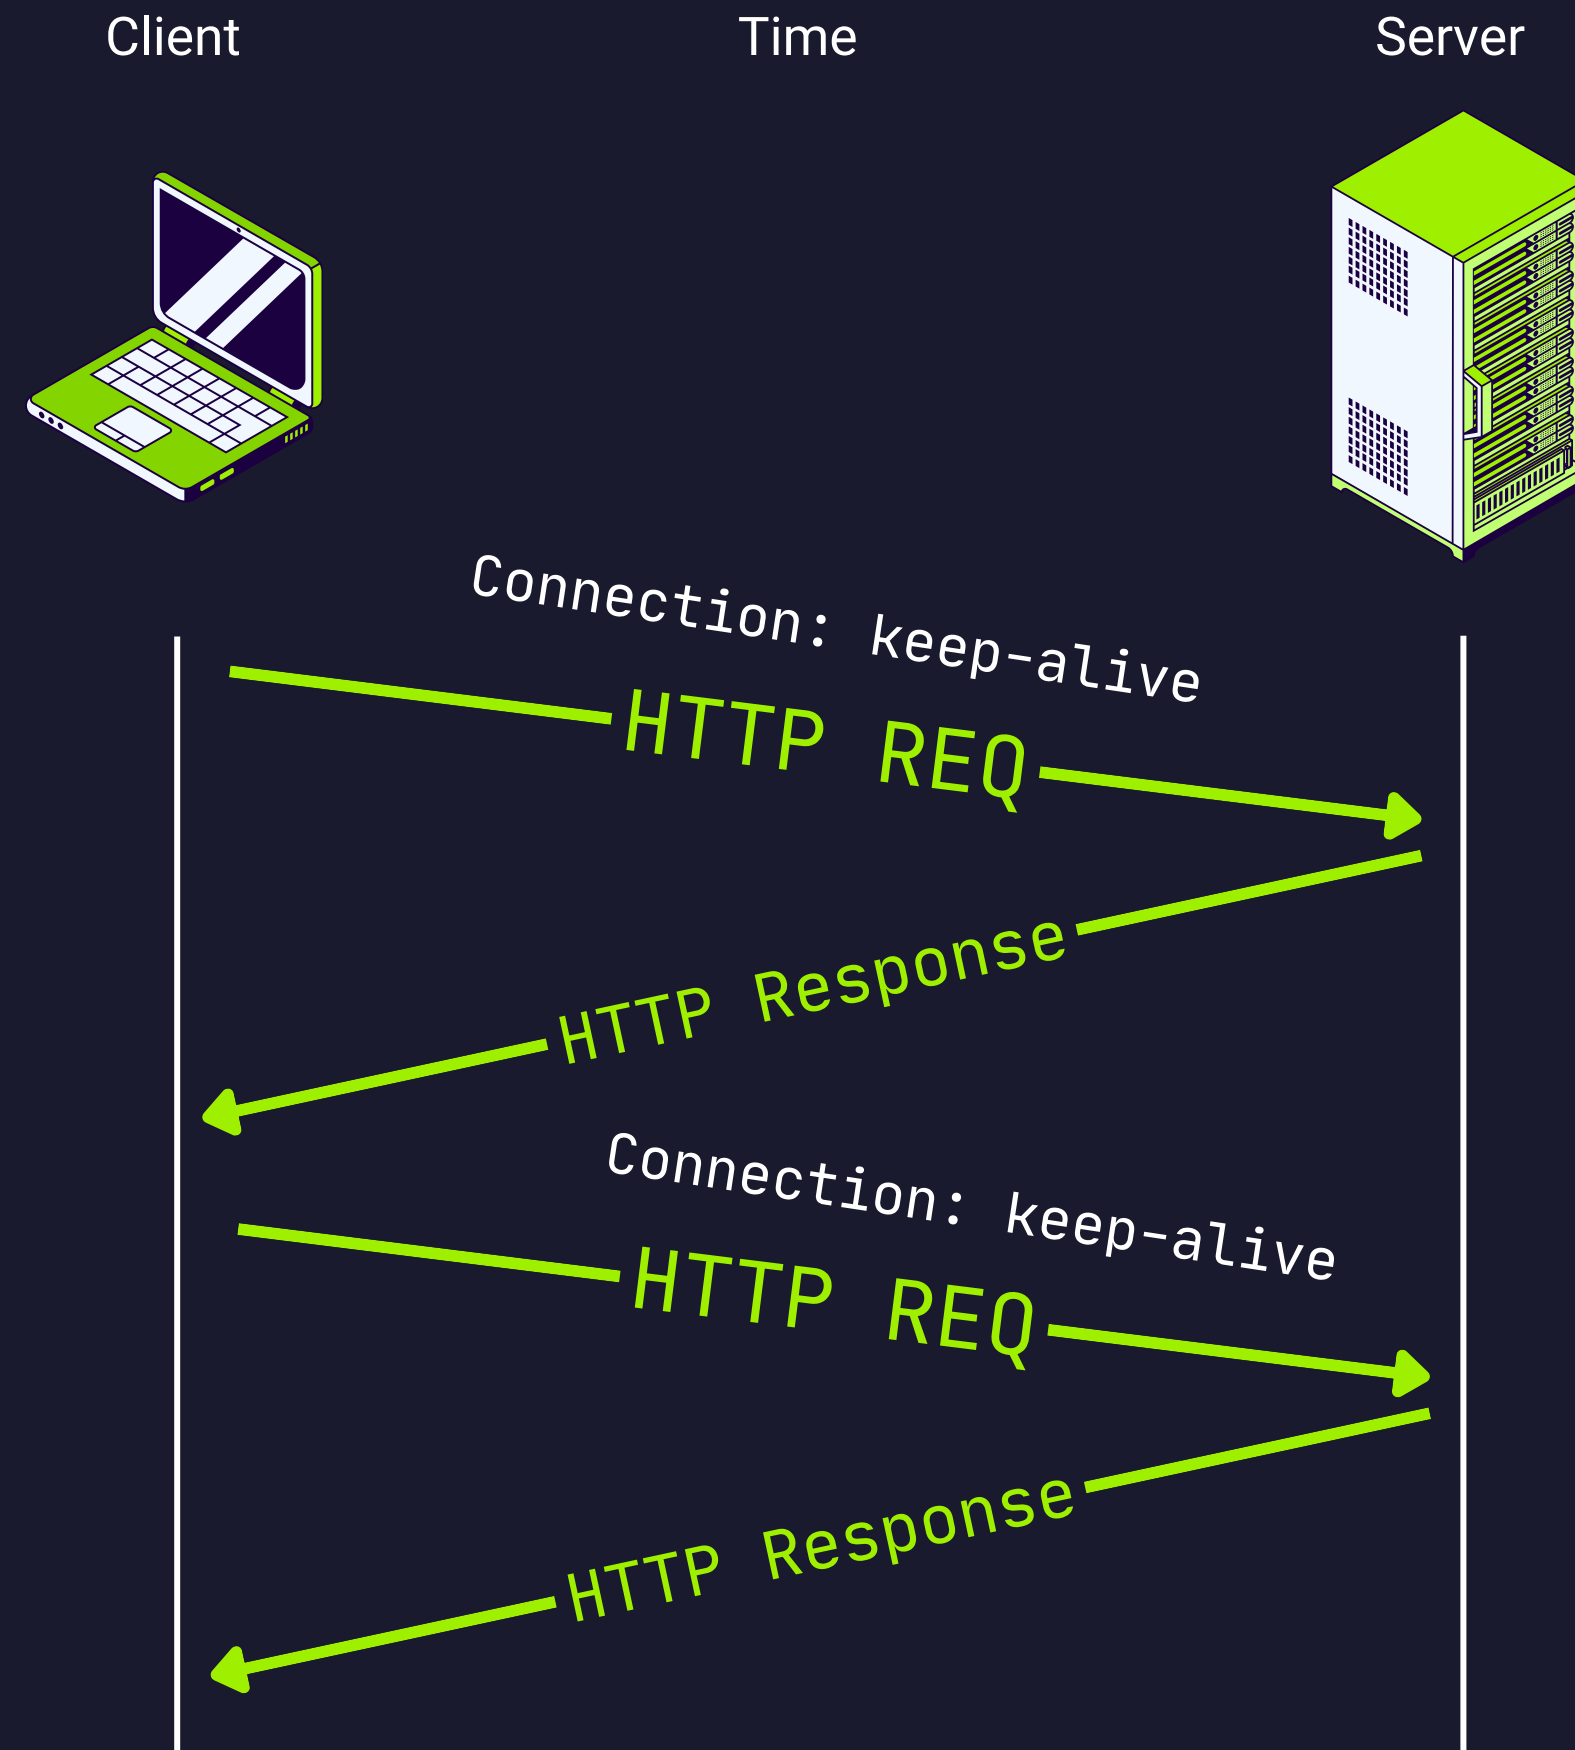 Client
Time
Server
Connection: keep-alive
HTTP REQ
HTTP Response
Connection: keep-alive
HTTP REQ
HTTP Response